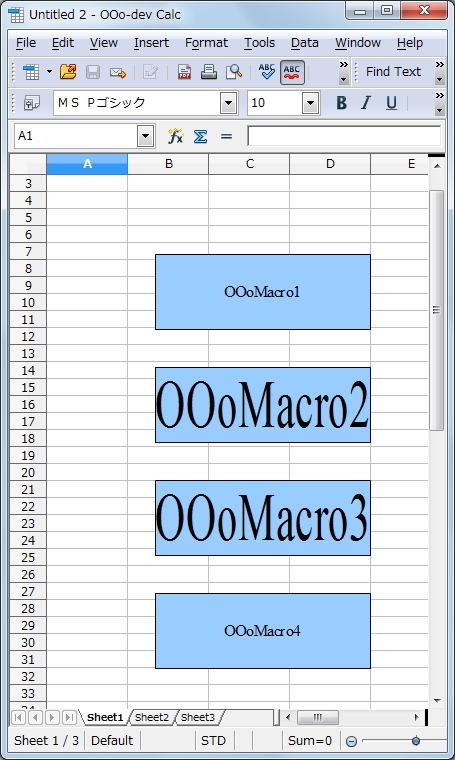 Untitled 2 - OOo-dev Calc
File Edit View Insert Format Tools Data Window Help
ABC ABC Find Text
ＭＳ Ｐゴシック 10 B I U
A1
A B C D E
3
4
5
6
7
8
9
10
11
12
13
14
15
16
17
18
19
20
21
22
23
24
25
26
27
28
29
30
31
32
33
OOoMacro1
OOoMacro2
OOoMacro3
OOoMacro4
Sheet1 Sheet2 Sheet3
Sheet 1 / 3 Default STD Sum=0